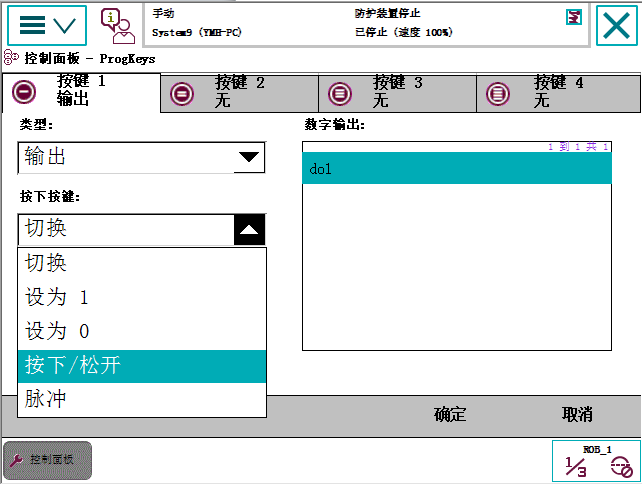 手动
防护装置停止
System9 (YMH-PC)
已停止 (速度 100%)
控制面板 - ProgKeys
按键 1
输出
按键 2
无
按键 3
无
按键 4
无
类型:
数字输出:
输出
1 到 1 共 1
do1
按下按键:
切换
切换
设为 1
设为 0
按下/松开
脉冲
确定
取消
控制面板
ROB_1
1/3